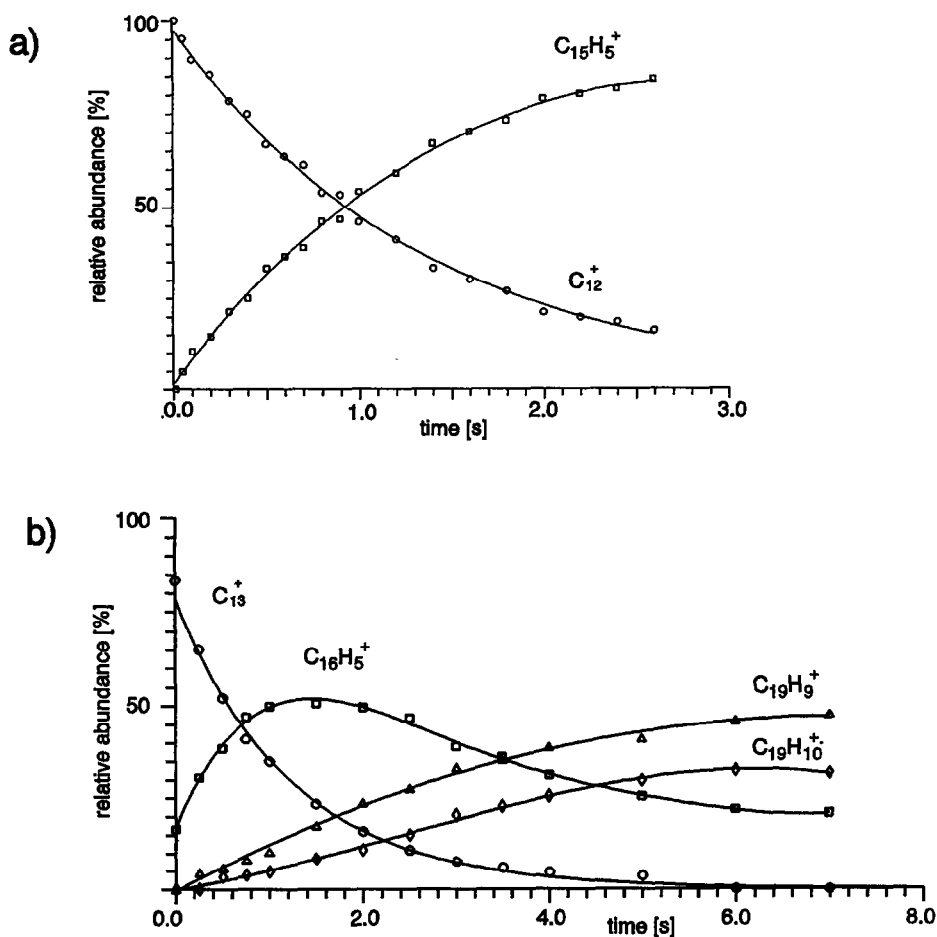 a)
100
50
relative abundance [%]
C₁₅H₅⁺
C₁₂⁺
.0.0 1.0 2.0 3.0
time [s]
b)
100
50
relative abundance [%]
C₁₃⁺
C₁₆H₅⁺
C₁₉H₉⁺
C₁₉H₁₀⁺·
0.0 2.0 4.0 6.0 8.0
time [s]